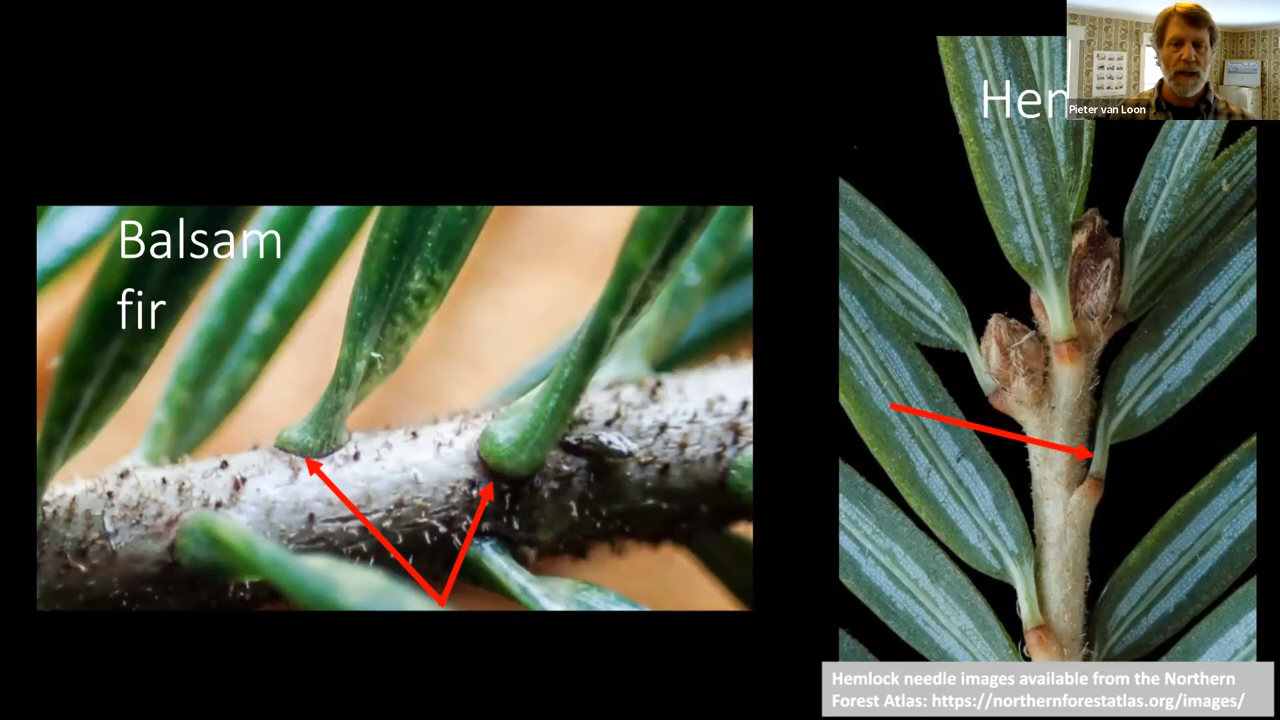 Balsam
fir
Hem
Pieter van Loon
Hemlock needle images available from the Northern
Forest Atlas: https://northernforestatlas.org/images/